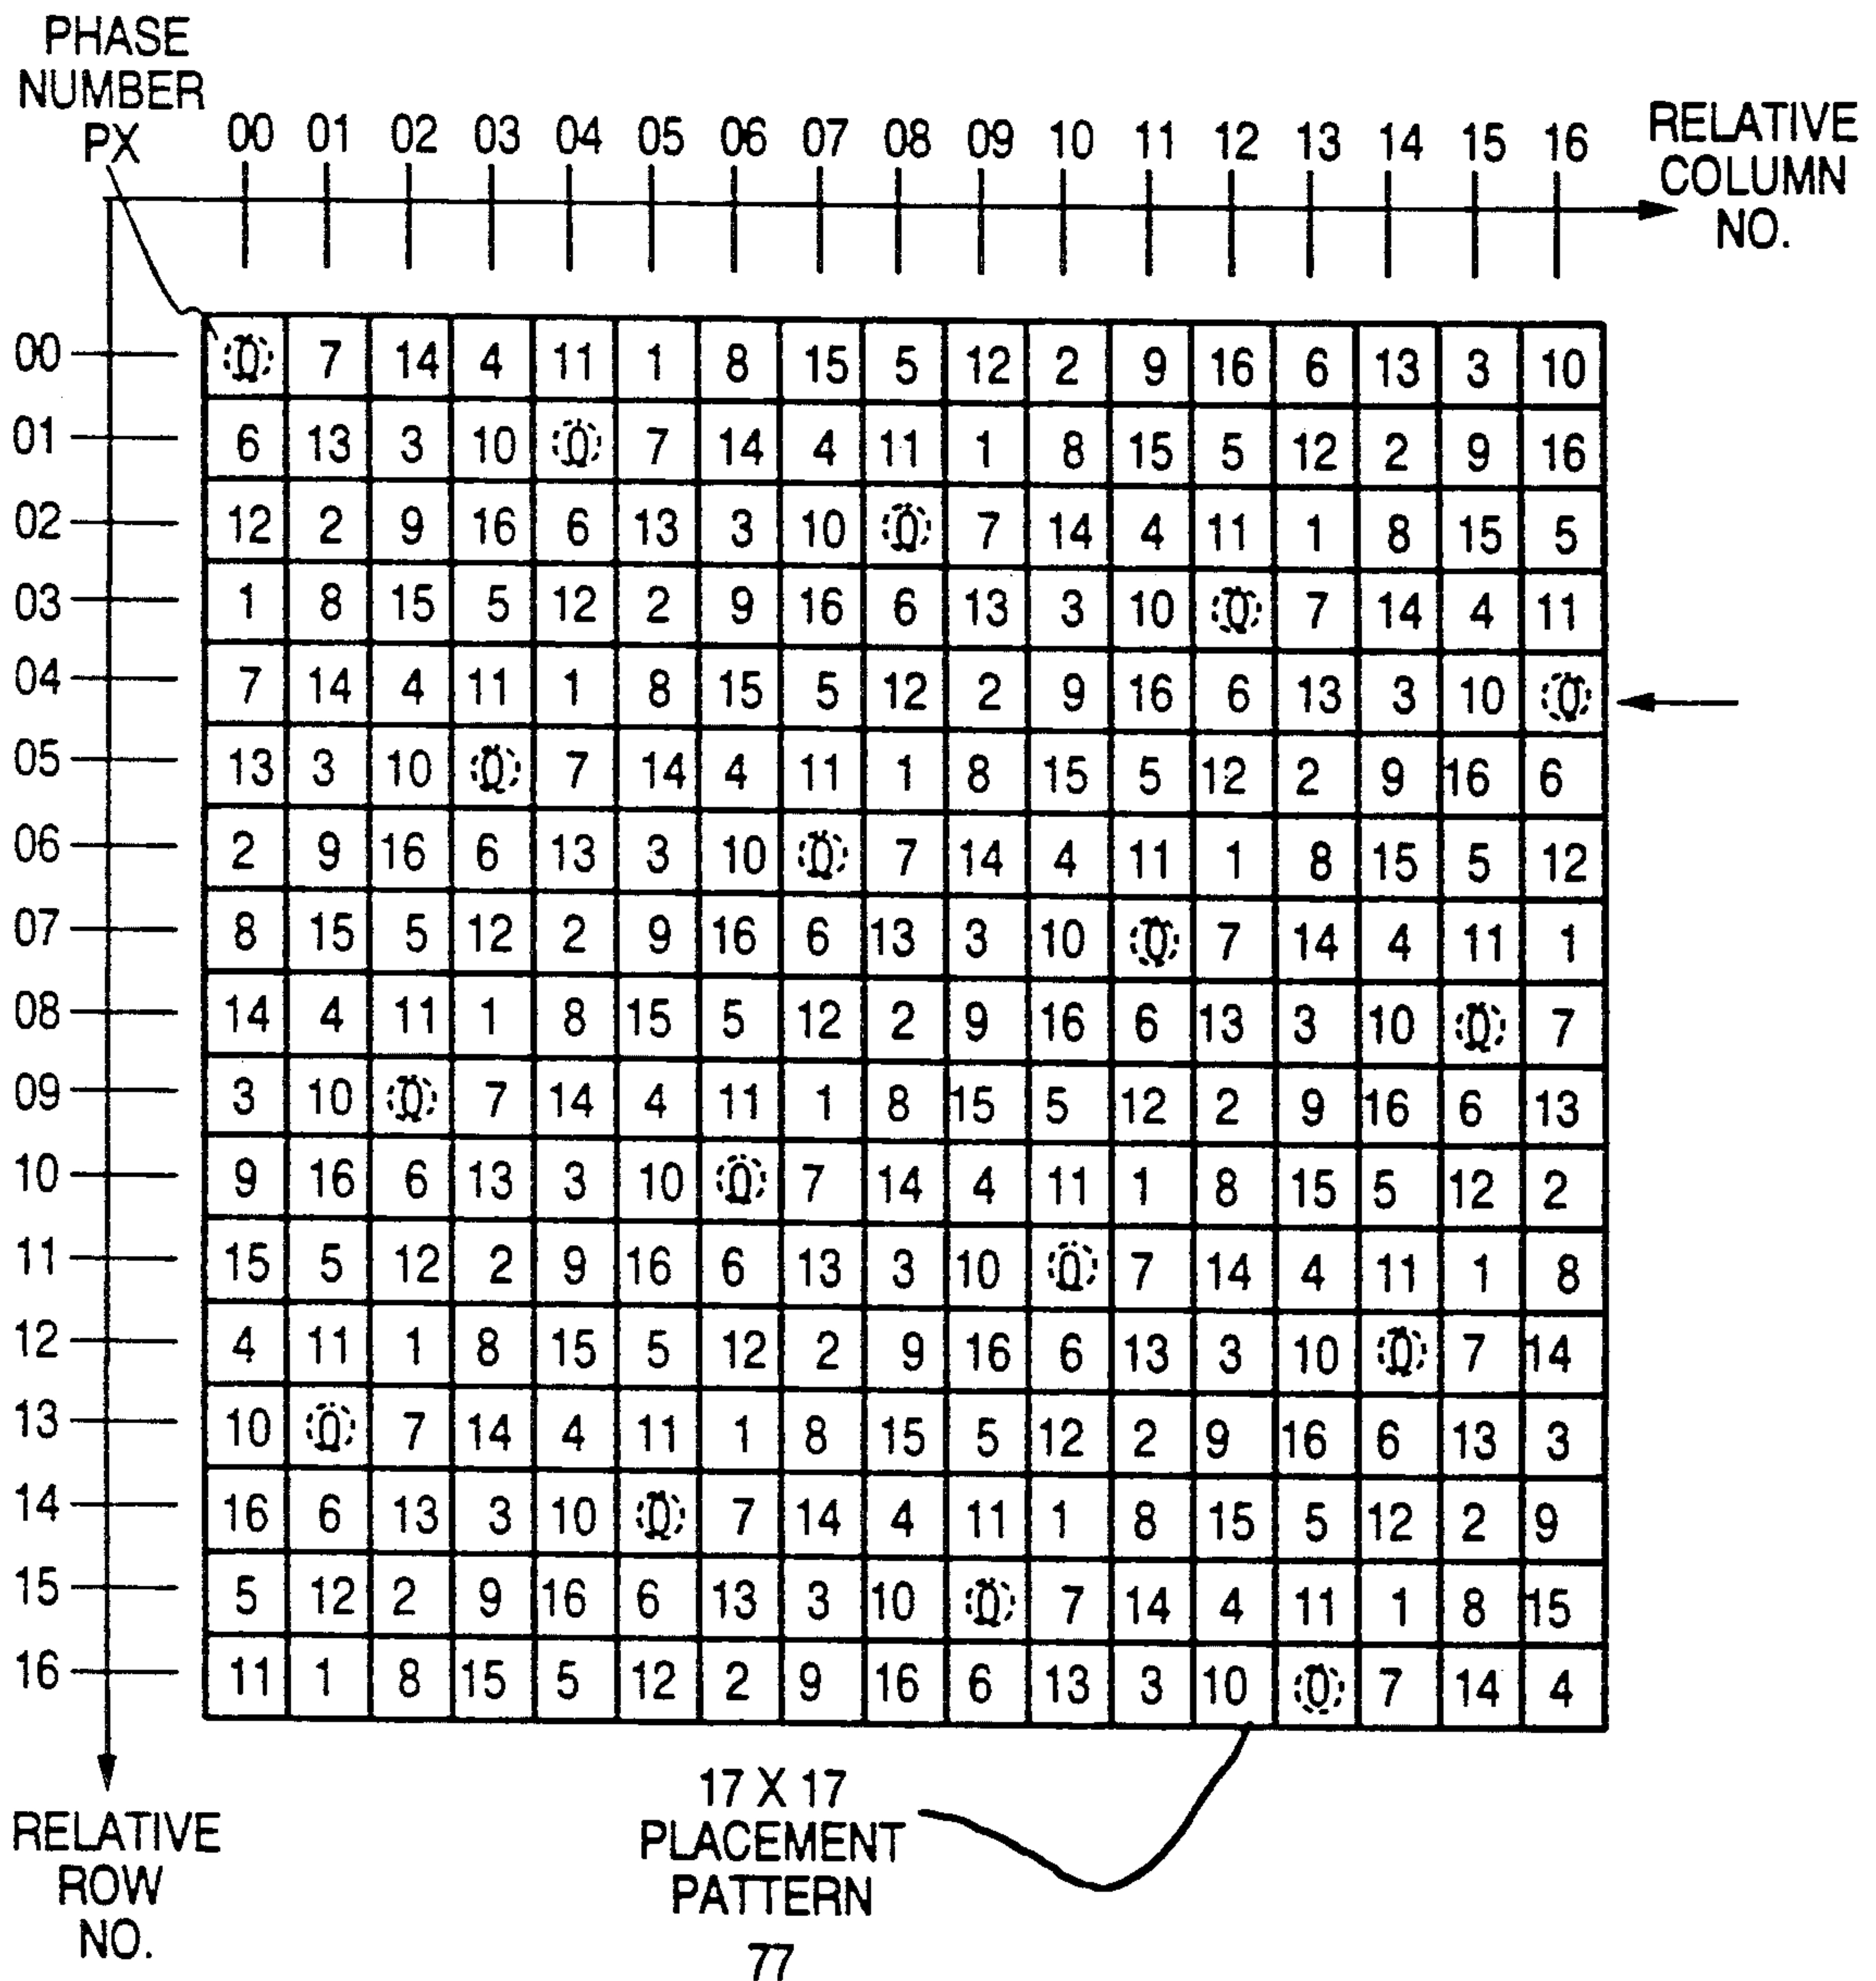 PHASE
NUMBER
PX
00 01 02 03 04 05 06 07 08 09 10 11 12 13 14 15 16
RELATIVE
COLUMN
NO.
00 0 7 14 4 11 1 8 15 5 12 2 9 16 6 13 3 10
01 6 13 3 10 0 7 14 4 11 1 8 15 5 12 2 9 16
02 12 2 9 16 6 13 3 10 0 7 14 4 11 1 8 15 5
03 1 8 15 5 12 2 9 16 6 13 3 10 0 7 14 4 11
04 7 14 4 11 1 8 15 5 12 2 9 16 6 13 3 10 0
05 13 3 10 0 7 14 4 11 1 8 15 5 12 2 9 16 6
06 2 9 16 6 13 3 10 0 7 14 4 11 1 8 15 5 12
07 8 15 5 12 2 9 16 6 13 3 10 0 7 14 4 11 1
08 14 4 11 1 8 15 5 12 2 9 16 6 13 3 10 0 7
09 3 10 0 7 14 4 11 1 8 15 5 12 2 9 16 6 13
10 9 16 6 13 3 10 0 7 14 4 11 1 8 15 5 12 2
11 15 5 12 2 9 16 6 13 3 10 0 7 14 4 11 1 8
12 4 11 1 8 15 5 12 2 9 16 6 13 3 10 0 7 14
13 10 0 7 14 4 11 1 8 15 5 12 2 9 16 6 13 3
14 16 6 13 3 10 0 7 14 4 11 1 8 15 5 12 2 9
15 5 12 2 9 16 6 13 3 10 0 7 14 4 11 1 8 15
16 11 1 8 15 5 12 2 9 16 6 13 3 10 0 7 14 4
RELATIVE
ROW
NO.
17 X 17
PLACEMENT
PATTERN
77